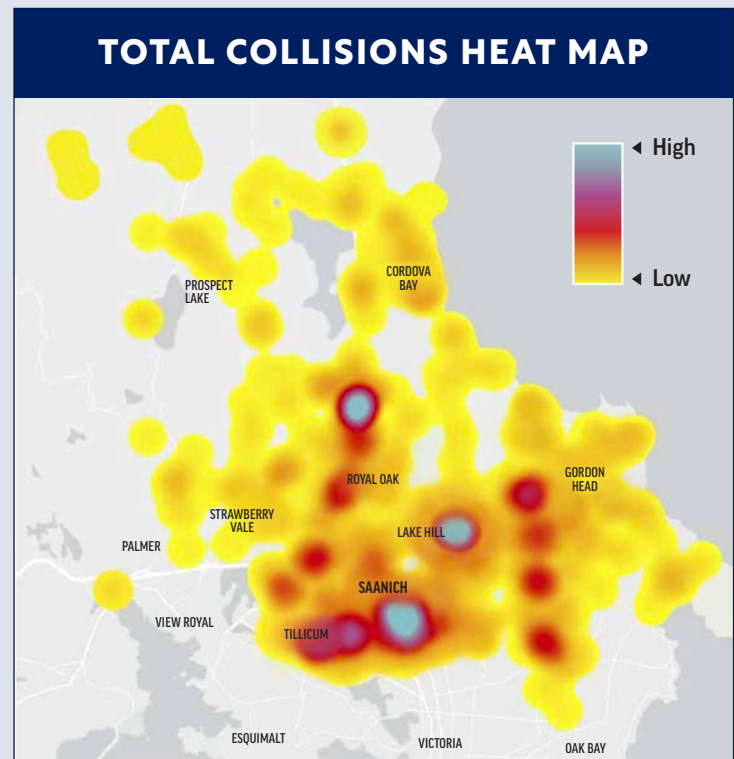 TOTAL COLLISIONS HEAT MAP
High
Low
CORDOVA
BAY
PROSPECT
LAKE
GORDON
HEAD
ROYAL OAK
STRAWBERRY
VALE
LAKE HILL
PALMER
SAANICH
VIEW ROYAL
TILLICUM
ESQUIMALT
VICTORIA
OAK BAY